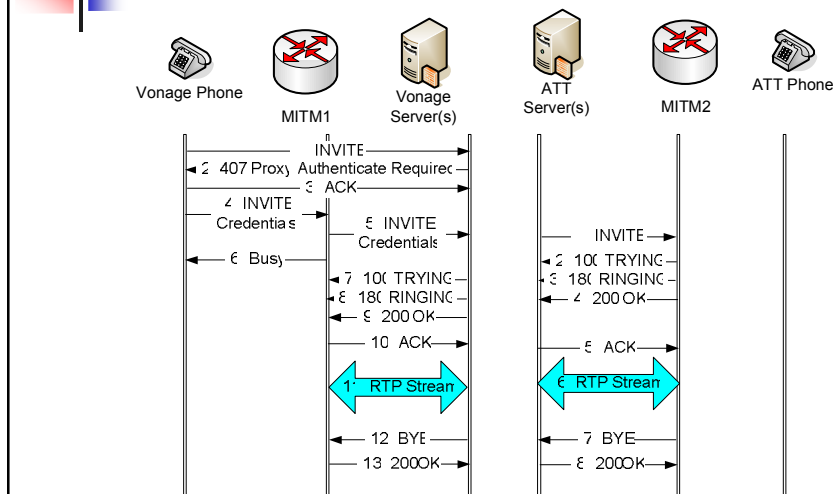 Vonage Phone
MITM1
Vonage
Server(s)
ATT
Server(s)
MITM2
ATT Phone
INVITE
2 407 Proxy Authenticate Required
3 ACK
4 INVITE
Credentials
5 INVITE
Credentials
6 Busy
7 100 TRYING
8 180 RINGING
9 200 OK
10 ACK
11 RTP Stream
12 BYE
13 200OK
INVITE
2 100 TRYING
3 180 RINGING
4 200 OK
5 ACK
6 RTP Stream
7 BYE
8 200OK